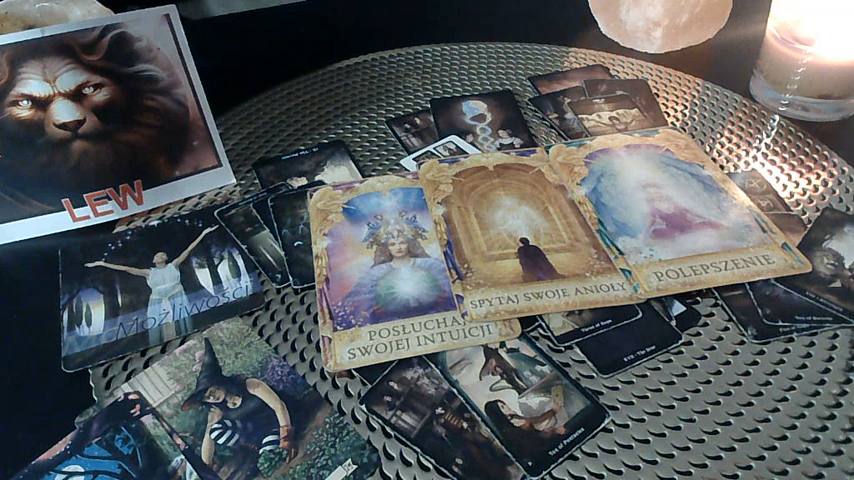 LEW
Możliwości
POSŁUCHAJ
SWOJEJ INTUICJI
SPYTAJ SWOJE ANIOŁY
POLEPSZENIE